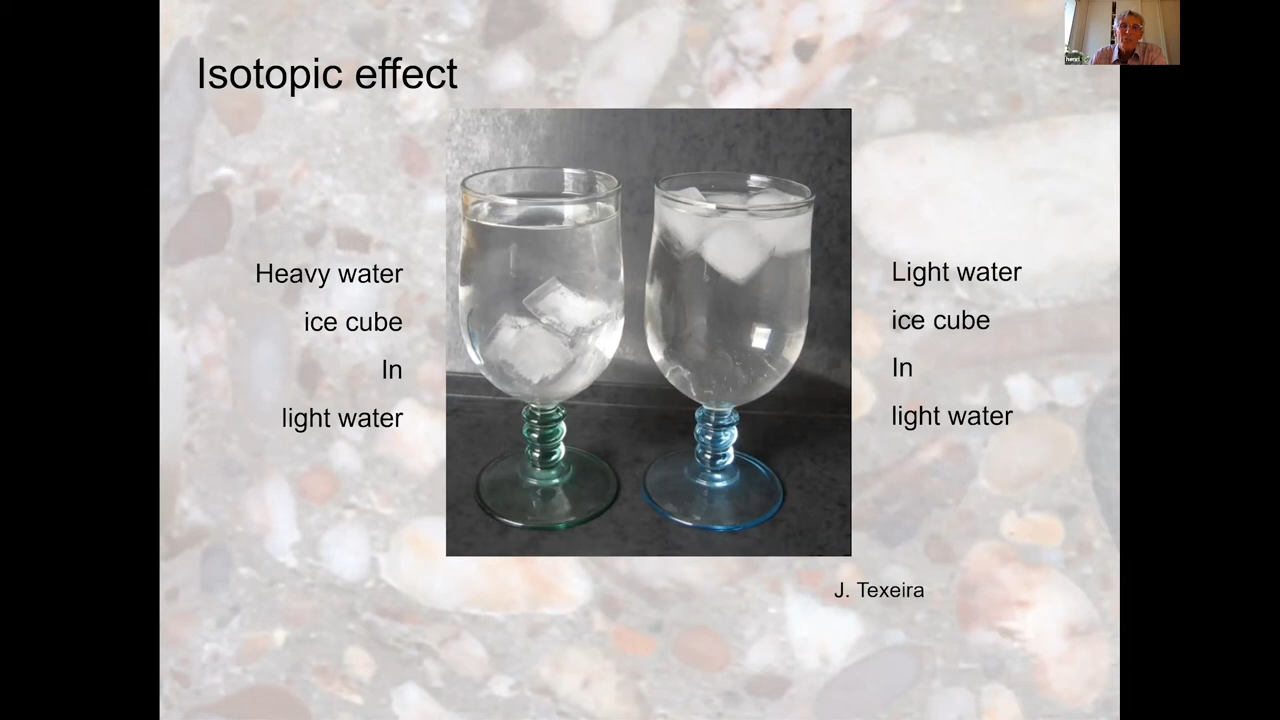 Isotopic effect
Heavy water
ice cube
In
light water
Light water
ice cube
In
light water
J. Texeira